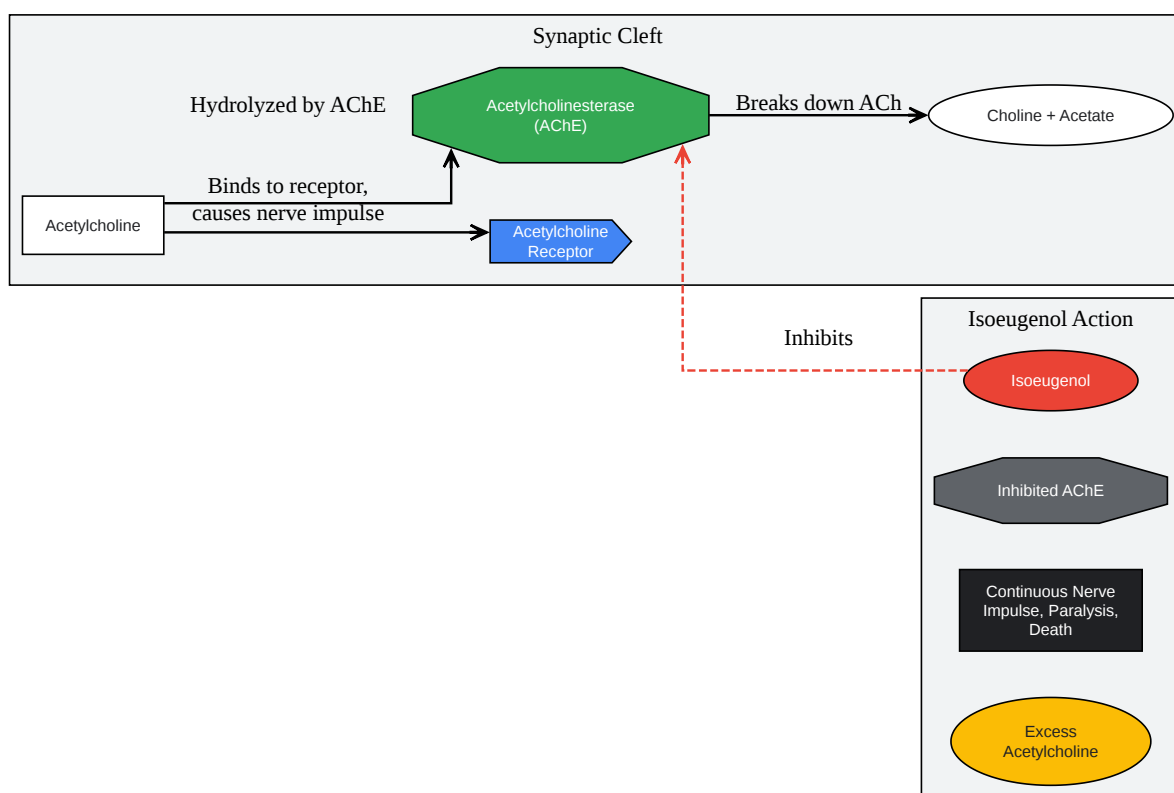 Synaptic Cleft
Hydrolyzed by AChE
Acetylcholinesterase
(AChE)
Breaks down ACh
Choline + Acetate
Binds to receptor,
causes nerve impulse
Acetylcholine
Acetylcholine
Receptor
Isoeugenol Action
Inhibits
Isoeugenol
Inhibited AChE
Continuous Nerve
Impulse, Paralysis,
Death
Excess
Acetylcholine